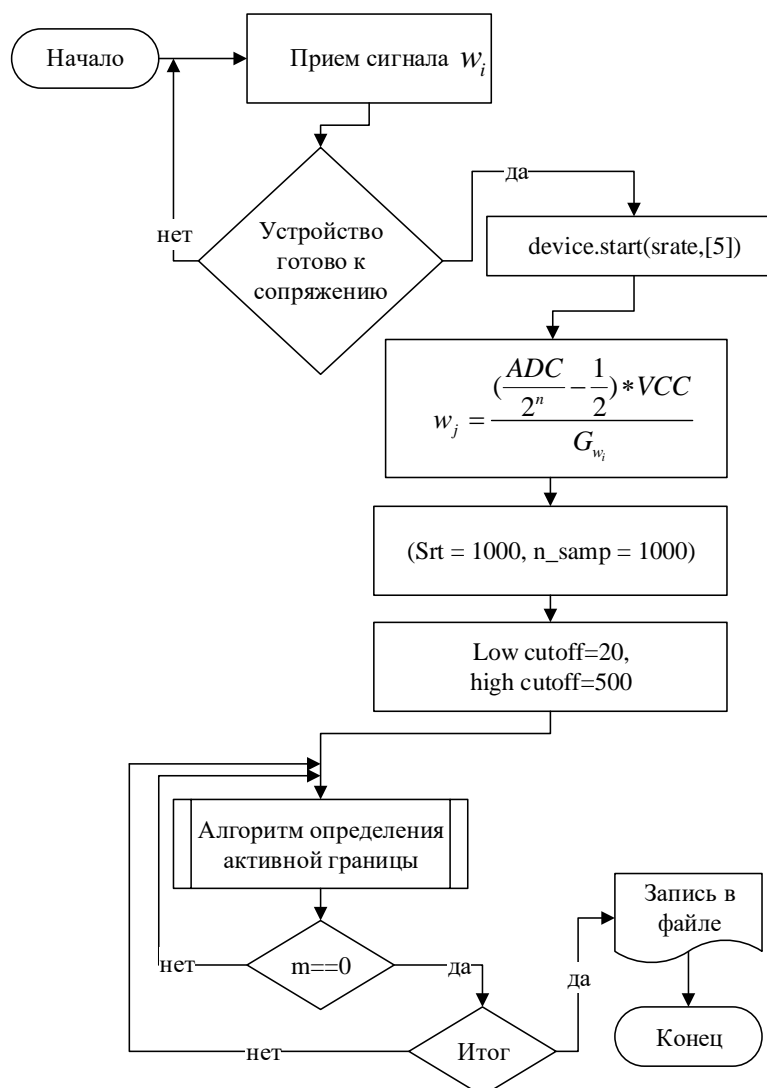 Начало
Прием сигнала w_i
да
нет
Устройство
готово к
сопряжению
device.start(srate,[5])
w_j = ((ADC/2^n − 1/2) * VCC) / G_{w_i}
(Srt = 1000, n_samp = 1000)
Low cutoff=20,
high cutoff=500
Алгоритм определения
активной границы
Запись в
файле
нет
m==0
да
да
нет
Итог
Конец